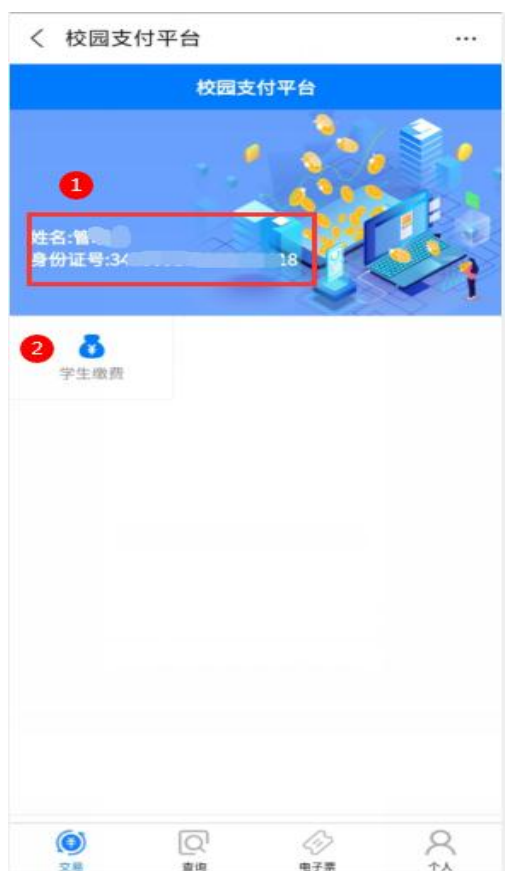 校园支付平台
校园支付平台
1
姓名:管
身份证号:34 18
2
学生缴费
交易 查询 电子票 个人